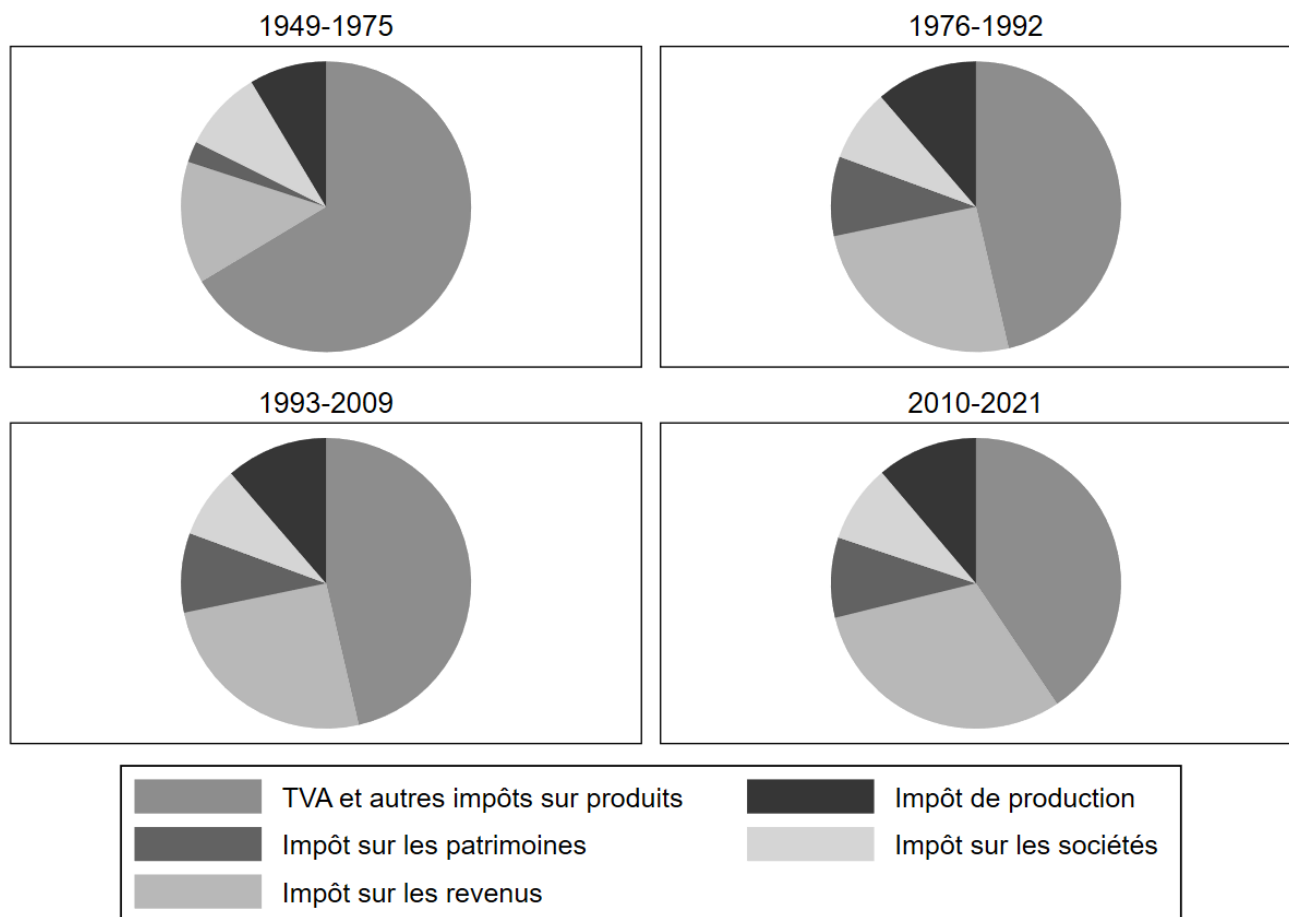 1949-1975
1976-1992
1993-2009
2010-2021
TVA et autres impôts sur produits
Impôt de production
Impôt sur les patrimoines
Impôt sur les sociétés
Impôt sur les revenus